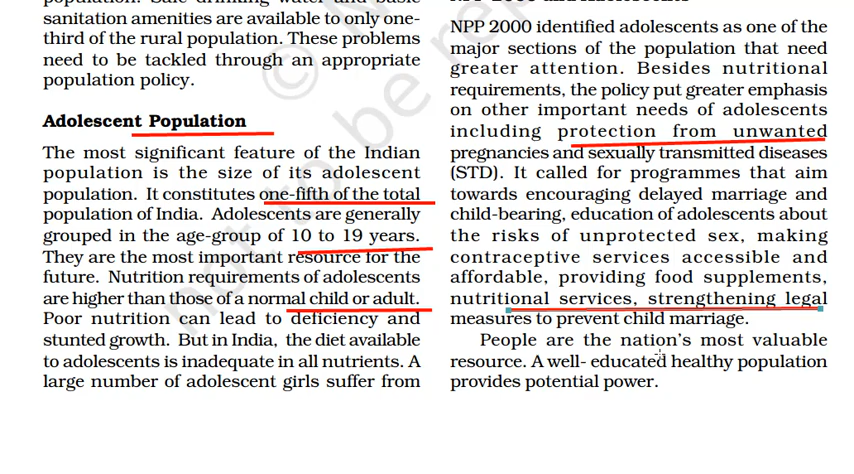 sanitation amenities are available to only one-
third of the rural population. These problems
need to be tackled through an appropriate
population policy.
Adolescent Population
The most significant feature of the Indian
population is the size of its adolescent
population. It constitutes one-fifth of the total
population of India. Adolescents are generally
grouped in the age-group of 10 to 19 years.
They are the most important resource for the
future. Nutrition requirements of adolescents
are higher than those of a normal child or adult.
Poor nutrition can lead to deficiency and
stunted growth. But in India, the diet available
to adolescents is inadequate in all nutrients. A
large number of adolescent girls suffer from
NPP 2000 identified adolescents as one of the
major sections of the population that need
greater attention. Besides nutritional
requirements, the policy put greater emphasis
on other important needs of adolescents
including protection from unwanted
pregnancies and sexually transmitted diseases
(STD). It called for programmes that aim
towards encouraging delayed marriage and
child-bearing, education of adolescents about
the risks of unprotected sex, making
contraceptive services accessible and
affordable, providing food supplements,
nutritional services, strengthening legal
measures to prevent child marriage.
People are the nation's most valuable
resource. A well- educated healthy population
provides potential power.
not to be re
© N